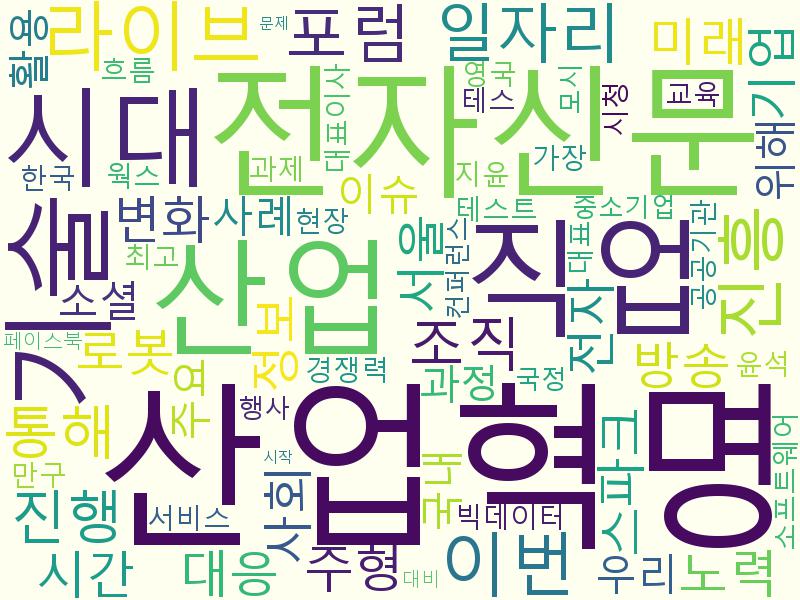 활용
라이브
문제
포럼
일자리
미래
기업
흐름
시대
전자신문
교육
대표이사
영국
모시
시청
떼스
한국
웍스
과제
이슈
지윤
가장
위해
기술
변화
사례
현장
테스트
중소기업
최고
소셜
산업
서울
컨퍼런스
직업
대표
공공기관
진흥
페이스북
로봇
정보
조직
전자
경쟁력
과정
국정
방송
윤석
통해
주요
행사
산업혁명
만구
시작
사회
국내
빅데이터
스파크
소프트웨어
진행
서비스
시간
대응
주형
대비
이번
우리
노력